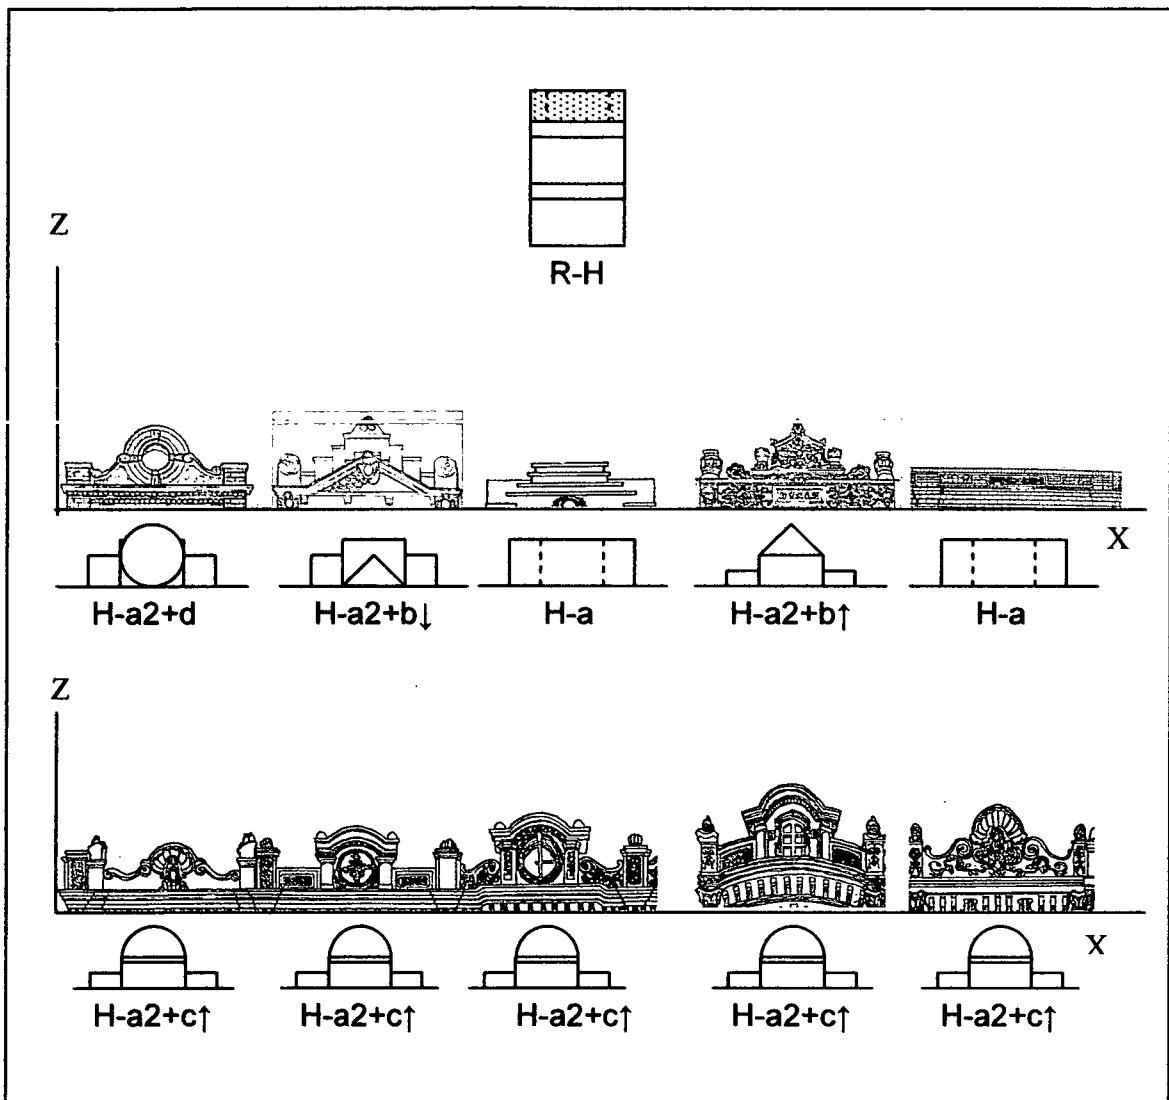 R-H
Z
X
H-a2+d H-a2+b↓ H-a H-a2+b↑ H-a
Z
x
H-a2+c↑ H-a2+c↑ H-a2+c↑ H-a2+c↑ H-a2+c↑